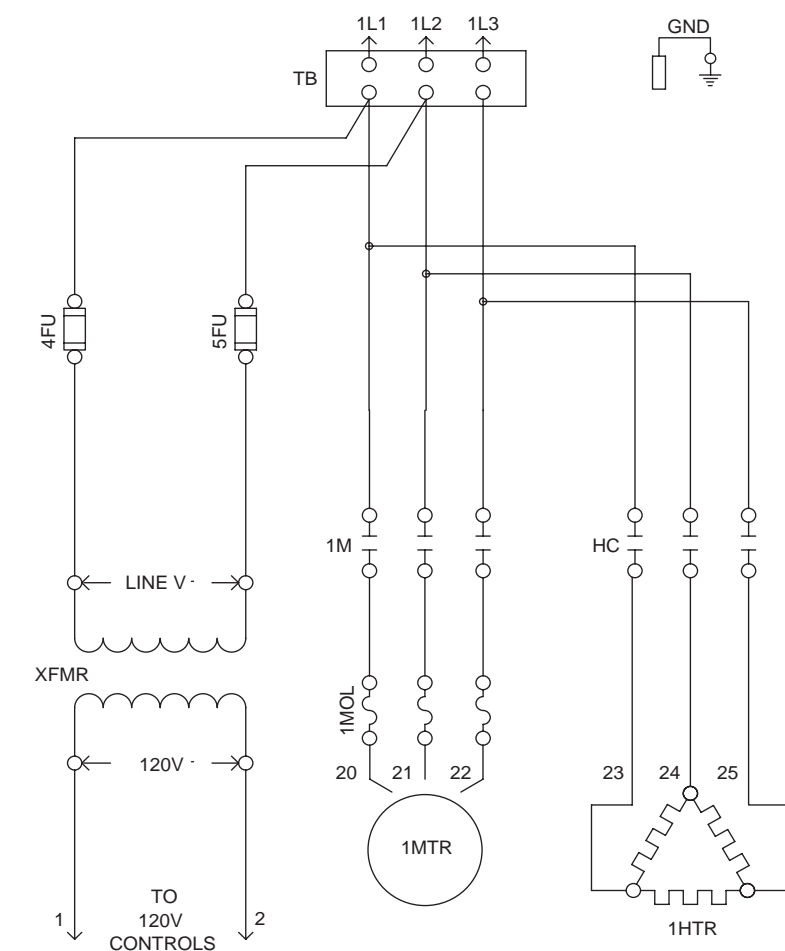 1L1 1L2 1L3
GND
TB
4FU
5FU
1M
HC
LINE V
XFMR
1MOL
120V
20 21 22
23 24 25
1MTR
1HTR
1
TO
120V
CONTROLS
2